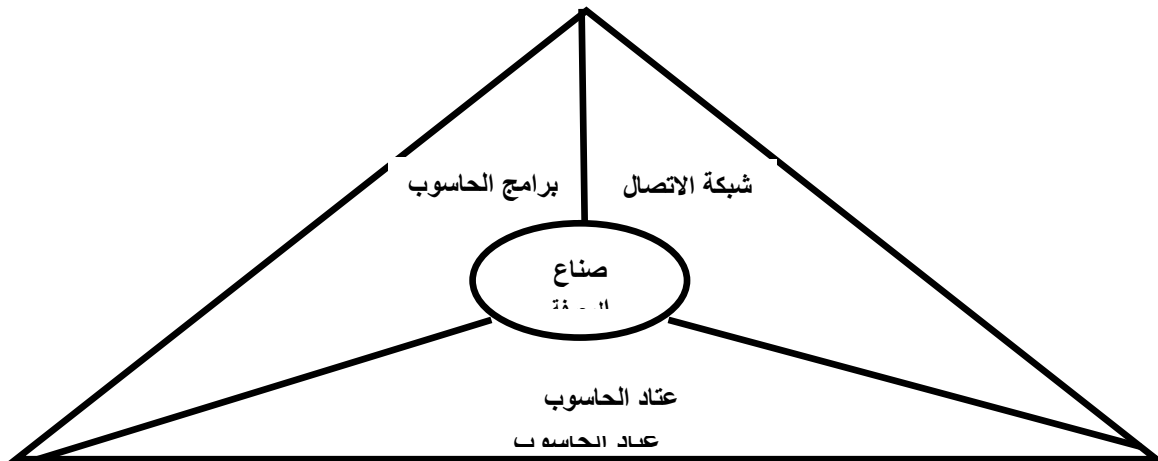 شبكة الاتصال
برامج الحاسوب
صناع
عتاد الحاسوب